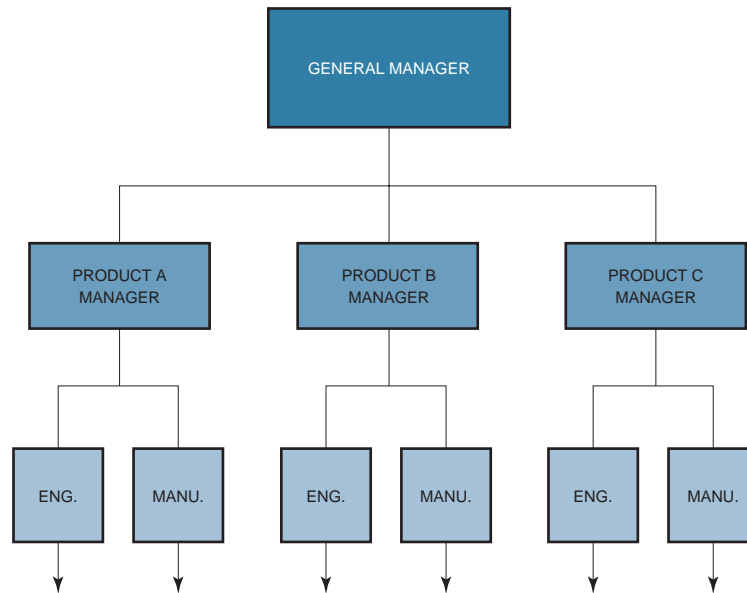 GENERAL MANAGER
PRODUCT A
MANAGER
PRODUCT B
MANAGER
PRODUCT C
MANAGER
ENG.
MANU.
ENG.
MANU.
ENG.
MANU.